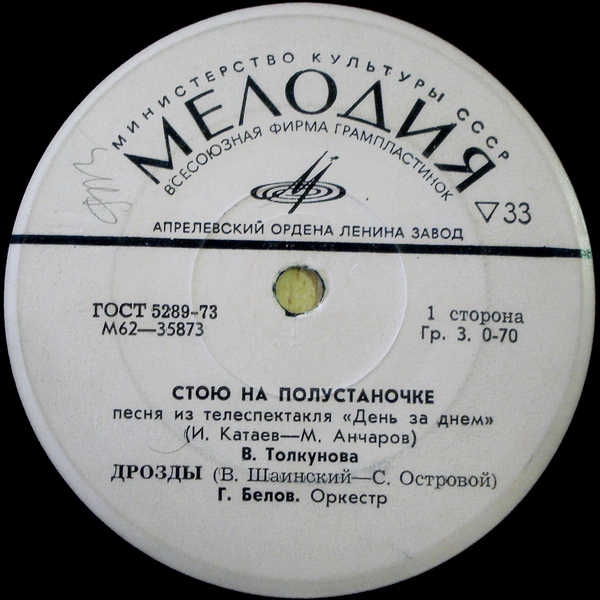 МИНИСТЕРСТВО КУЛЬТУРЫ СССР
МЕЛОДИЯ
ВСЕСОЮЗНАЯ ФИРМА ГРАМПЛАСТИНОК
▽33
АПРЕЛЕВСКИЙ ОРДЕНА ЛЕНИНА ЗАВОД
ГОСТ 5289-73
М62—35873
1 сторона
Гр. 3. 0-70
СТОЮ НА ПОЛУСТАНОЧКЕ
песня из телеспектакля «День за днем»
(И. Катаев—М. Анчаров)
В. Толкунова
ДРОЗДЫ (В. Шаинский—С. Островой)
Г. Белов. Оркестр